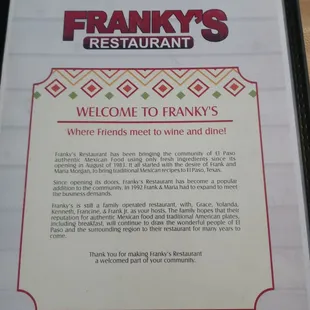 FRANKY'S
RESTAURANT
WELCOME TO FRANKY'S
Where Friends meet to wine and dine!
Franky's Restaurant has been bringing the community of El Paso
authentic Mexican Food using only fresh ingredients since its
opening in August of 1981. It all started with the desire of Frank and
Maria Morgan, to bring traditional Mexican recipes to El Paso, Texas.
Since opening its doors, Franky's Restaurant has become a popular
addition to the community, in 1992 Frank & Maria had to expand to meet
the business demands.
Franky's is still a family operated restaurant, with, Grace, Yolanda,
Kenneth, Francine, & Frank Jr. as your hosts. The family hopes that their
reputation for authentic Mexican food and traditional American plates,
including breakfast, will continue to draw the wonderful people of El
Paso and the surrounding region to their restaurant for many years to
come.
Thank You for making Franky's Restaurant
a welcomed part of your community.